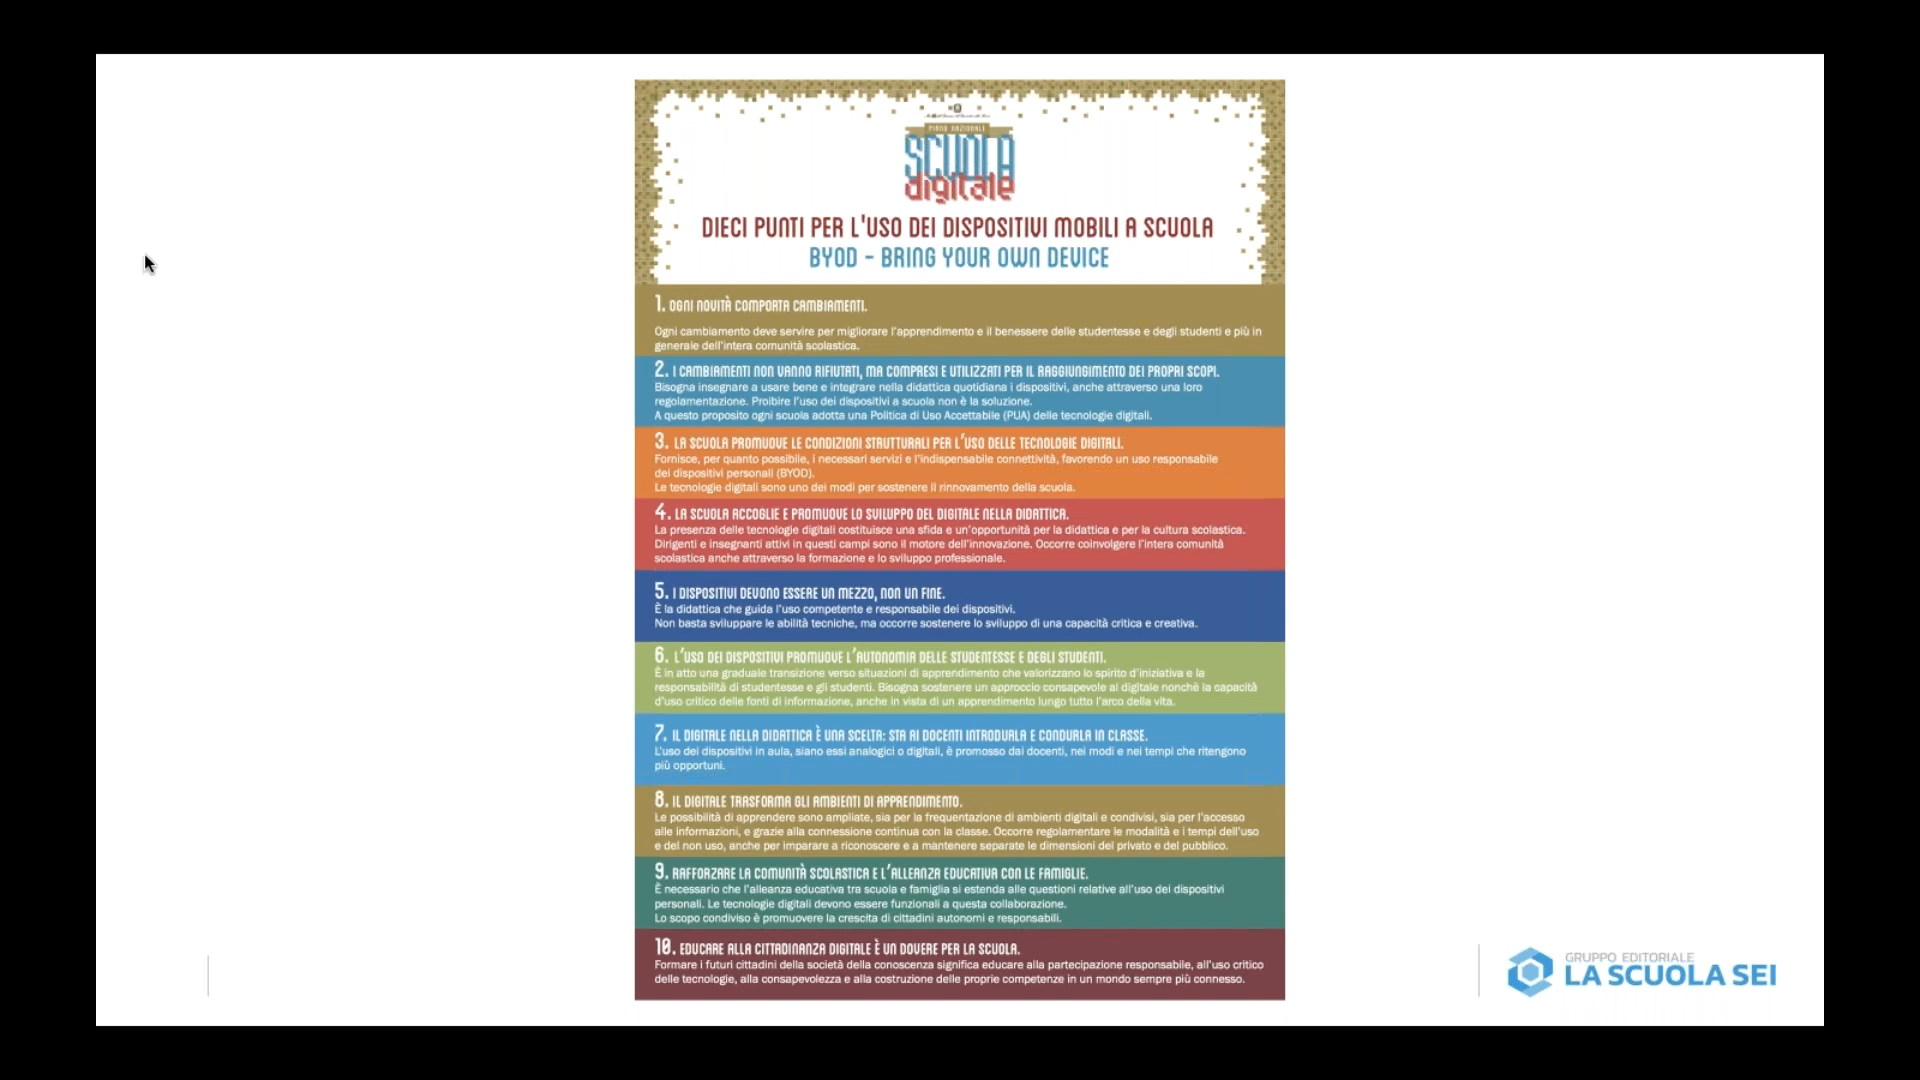 PIANO NAZIONALE
SCUOLA
digitale
DIECI PUNTI PER L'USO DEI DISPOSITIVI MOBILI A SCUOLA
BYOD - BRING YOUR OWN DEVICE
1. OGNI NOVITÀ COMPORTA CAMBIAMENTI.
Ogni cambiamento deve servire per migliorare l'apprendimento e il benessere delle studentesse e degli studenti e più in
generale dell'intera comunità scolastica.
2. I CAMBIAMENTI NON VANNO RIFIUTATI, MA COMPRESI E UTILIZZATI PER IL RAGGIUNGIMENTO DEI PROPRI SCOPI.
Bisogna insegnare a usare bene e integrare nella didattica quotidiana i dispositivi, anche attraverso una loro
regolamentazione. Proibire l'uso dei dispositivi a scuola non è la soluzione.
A questo proposito ogni scuola adotta una Politica di Uso Accettabile (PUA) delle tecnologie digitali.
3. LA SCUOLA PROMUOVE LE CONDIZIONI STRUTTURALI PER L'USO DELLE TECNOLOGIE DIGITALI.
Fornisce, per quanto possibile, i necessari servizi e l'indispensabile connettività, favorendo un uso responsabile
dei dispositivi personali (BYOD).
Le tecnologie digitali sono uno dei modi per sostenere il rinnovamento della scuola.
4. LA SCUOLA ACCOGLIE E PROMUOVE LO SVILUPPO DEL DIGITALE NELLA DIDATTICA.
La presenza delle tecnologie digitali costituisce una sfida e un'opportunità per la didattica e per la cultura scolastica.
Dirigenti e insegnanti attivi in questi campi sono il motore dell'innovazione. Occorre coinvolgere l'intera comunità
scolastica anche attraverso la formazione e lo sviluppo professionale.
5. I DISPOSITIVI DEVONO ESSERE UN MEZZO, NON UN FINE.
È la didattica che guida l'uso competente e responsabile dei dispositivi.
Non basta sviluppare le abilità tecniche, ma occorre sostenere lo sviluppo di una capacità critica e creativa.
6. L'USO DEI DISPOSITIVI PROMUOVE L'AUTONOMIA DELLE STUDENTESSE E DEGLI STUDENTI.
È in atto una graduale transizione verso situazioni di apprendimento che valorizzano lo spirito d'iniziativa e la
responsabilità di studentesse e gli studenti. Bisogna sostenere un approccio consapevole al digitale nonchè la capacità
d'uso critico delle fonti di informazione, anche in vista di un apprendimento lungo tutto l'arco della vita.
7. IL DIGITALE NELLA DIDATTICA È UNA SCELTA: STA AI DOCENTI INTRODURLA E CONDURLA IN CLASSE.
L'uso dei dispositivi in aula, siano essi analogici o digitali, è promosso dai docenti, nei modi e nei tempi che ritengono
più opportuni.
8. IL DIGITALE TRASFORMA GLI AMBIENTI DI APPRENDIMENTO.
Le possibilità di apprendere sono ampliate, sia per la frequentazione di ambienti digitali e condivisi, sia per l'accesso
alle informazioni, e grazie alla connessione continua con la classe. Occorre regolamentare le modalità e i tempi dell'uso
e del non uso, anche per imparare a riconoscere e a mantenere separate le dimensioni del privato e del pubblico.
9. RAFFORZARE LA COMUNITÀ SCOLASTICA E L'ALLEANZA EDUCATIVA CON LE FAMIGLIE.
È necessario che l'alleanza educativa tra scuola e famiglia si estenda alle questioni relative all'uso dei dispositivi
personali. Le tecnologie digitali devono essere funzionali a questa collaborazione.
Lo scopo condiviso è promuovere la crescita di cittadini autonomi e responsabili.
10. EDUCARE ALLA CITTADINANZA DIGITALE È UN DOVERE PER LA SCUOLA.
Formare i futuri cittadini della società della conoscenza significa educare alla partecipazione responsabile, all'uso critico
delle tecnologie, alla consapevolezza e alla costruzione delle proprie competenze in un mondo sempre più connesso.
GRUPPO EDITORIALE
LA SCUOLA SEI